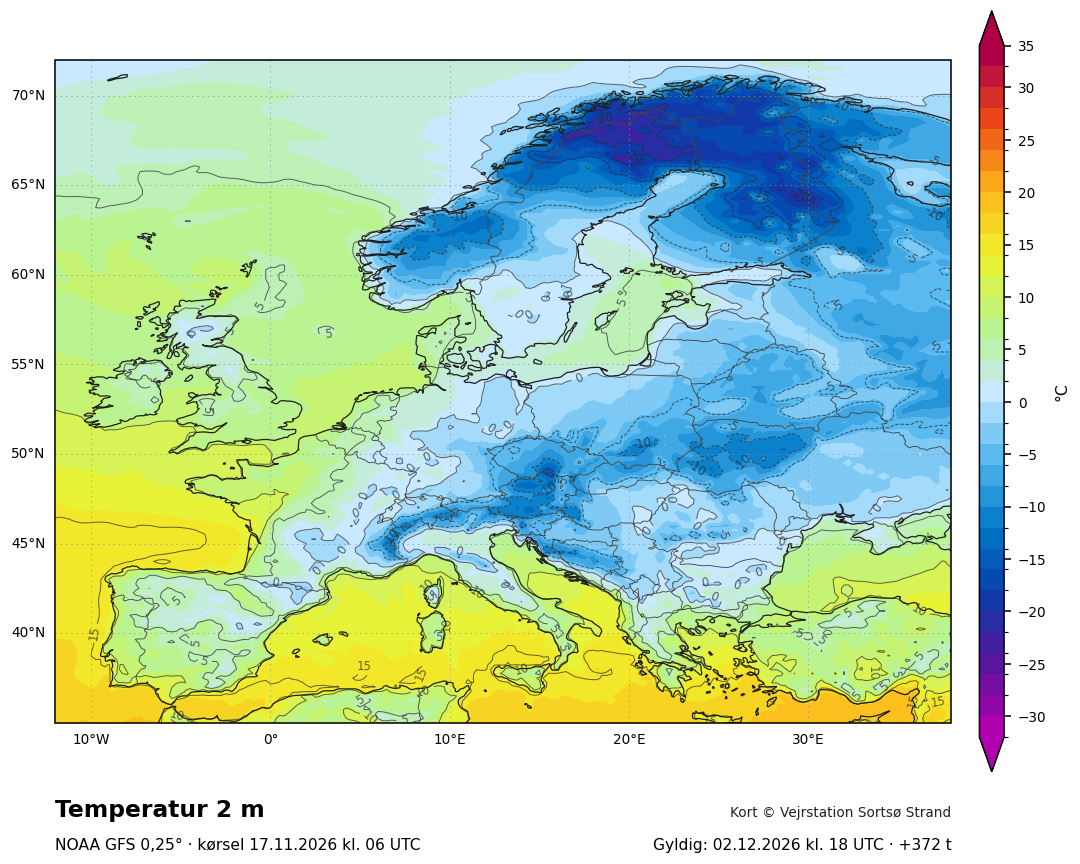 35
30
25
20
15
10
5
0
−5
−10
−15
−20
−25
−30
°C
70°N
65°N
60°N
55°N
50°N
45°N
40°N
10°W
0°
10°E
20°E
30°E
Temperatur 2 m
Kort © Vejrstation Sortsø Strand
NOAA GFS 0,25° · kørsel 17.11.2026 kl. 06 UTC
Gyldig: 02.12.2026 kl. 18 UTC · +372 t